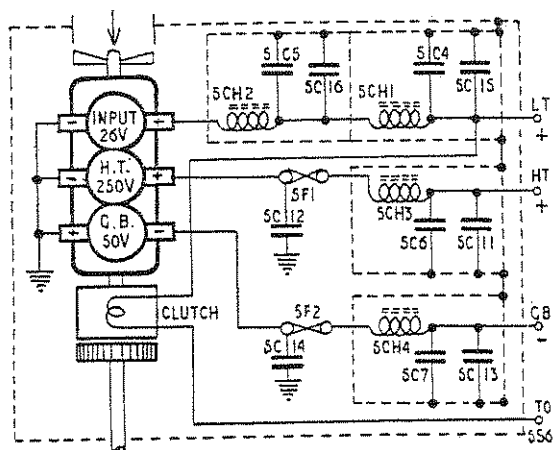 5C5
5C4
5C16
5C15
5CH2
5CH1
LT
+
INPUT
26V
- +
H.T.
250V
- +
5F1
5CH3
HT
+
5C12
5C6
5C11
G.B.
50V
+ -
CLUTCH
5F2
5CH4
GB
-
5C14
5C7
5C13
TO
5S6